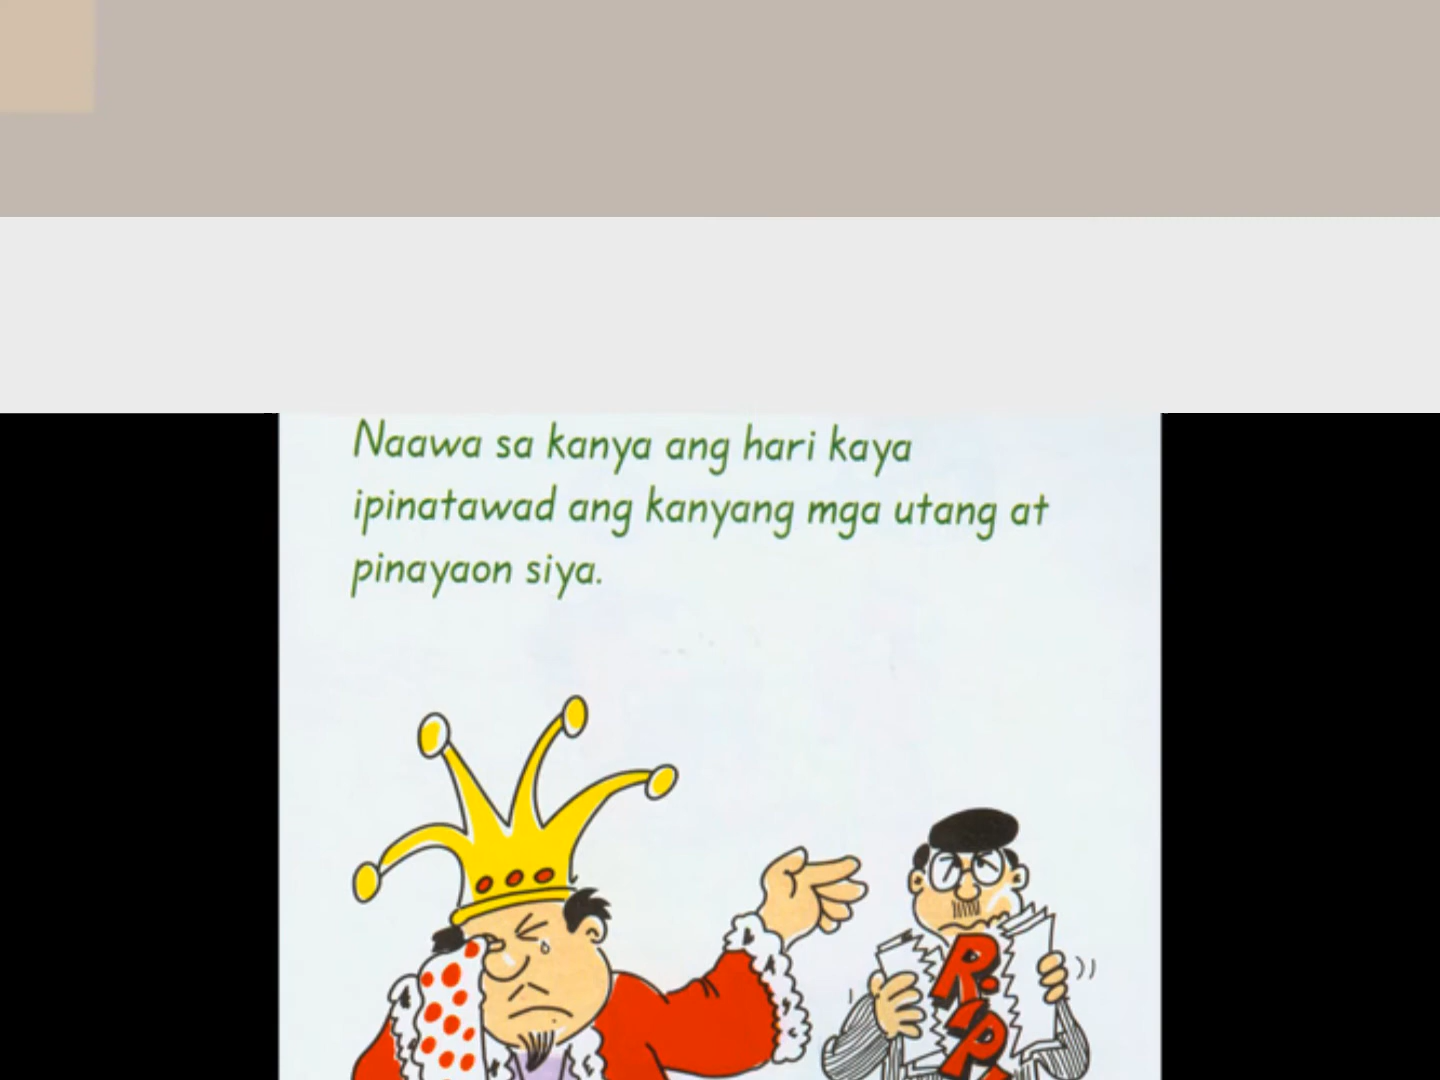 Naawa sa kanya ang hari kaya
ipinatawad ang kanyang mga utang at
pinayaon siya.
R.
I.P.